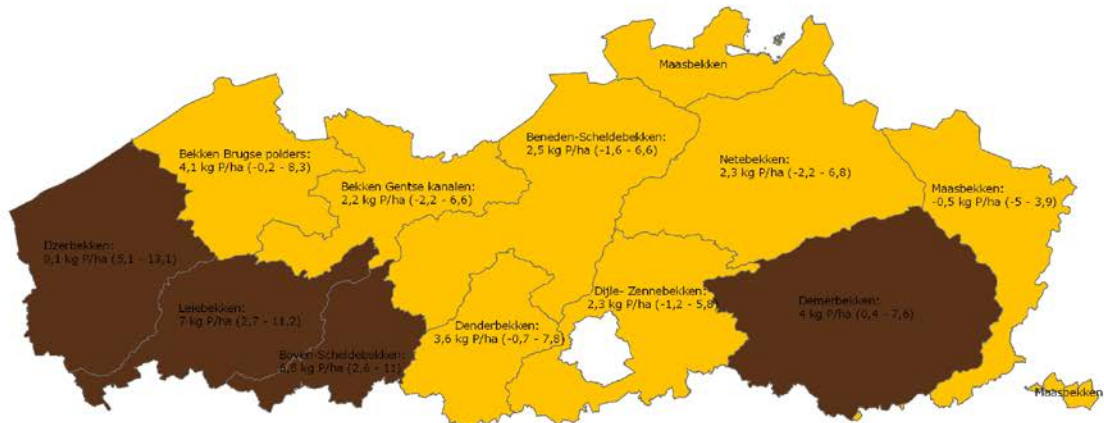 Maasbekken
Beneden-Scheldebekken:
2,5 kg P/ha (-1,6 - 6,6)
Bekken Brugse polders:
4,1 kg P/ha (-0,2 - 8,3)
Netebekken:
2,3 kg P/ha (-2,2 - 6,8)
Bekken Gentse kanalen:
2,2 kg P/ha (-2,2 - 6,6)
Maasbekken:
-0,5 kg P/ha (-5 - 3,9)
IJzerbekken:
9,1 kg P/ha (5,1 - 13,1)
Dijle- Zennebekken:
2,3 kg P/ha (-1,2 - 5,8)
Leiebekken:
7 kg P/ha (2,7 - 11,2)
Demerbekken:
4 kg P/ha (0,4 - 7,6)
Denderbekken:
3,6 kg P/ha (-0,7 - 7,8)
Boven-Scheldebekken:
6,8 kg P/ha (2,6 - 11)
Maasbekken